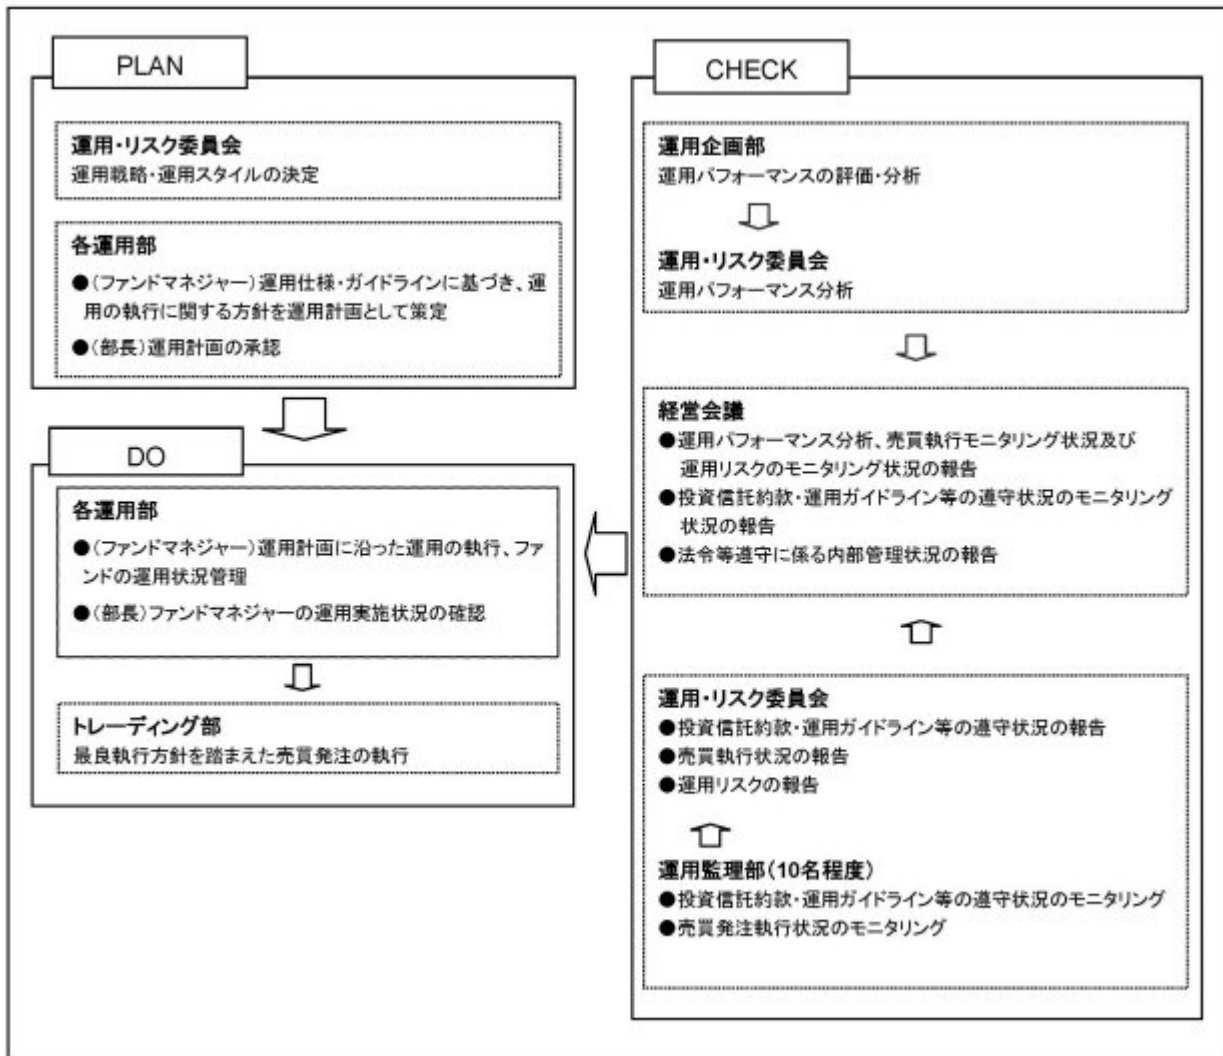 PLAN
運用・リスク委員会
運用戦略・運用スタイルの決定
各運用部
●(ファンドマネジャー)運用仕様・ガイドラインに基づき、運
用の執行に関する方針を運用計画として策定
●(部長)運用計画の承認
DO
各運用部
●(ファンドマネジャー)運用計画に沿った運用の執行、ファ
ンドの運用状況管理
●(部長)ファンドマネジャーの運用実施状況の確認
トレーディング部
最良執行方針を踏まえた売買発注の執行
CHECK
運用企画部
運用パフォーマンスの評価・分析
運用・リスク委員会
運用パフォーマンス分析
経営会議
●運用パフォーマンス分析、売買執行モニタリング状況及び
運用リスクのモニタリング状況の報告
●投資信託約款・運用ガイドライン等の遵守状況のモニタリング
状況の報告
●法令等遵守に係る内部管理状況の報告
運用・リスク委員会
●投資信託約款・運用ガイドライン等の遵守状況の報告
●売買執行状況の報告
●運用リスクの報告
運用監理部(10名程度)
●投資信託約款・運用ガイドライン等の遵守状況のモニタリング
●売買発注執行状況のモニタリング